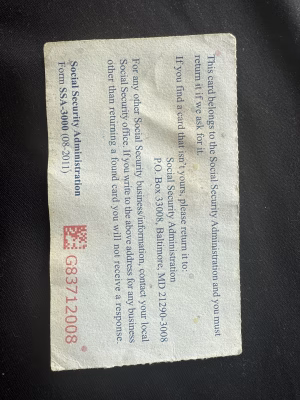 This card belongs to the Social Security Administration and you must
return it if we ask for it.
If you find a card that isn't yours, please return it to:
Social Security Administration
P.O. Box 33008, Baltimore, MD 21290-3008
For any other Social Security business/information, contact your local
Social Security office. If you write to the above address for any business
other than returning a found card you will not receive a response.
Social Security Administration
Form SSA-3000 (08-2011)
G83712008